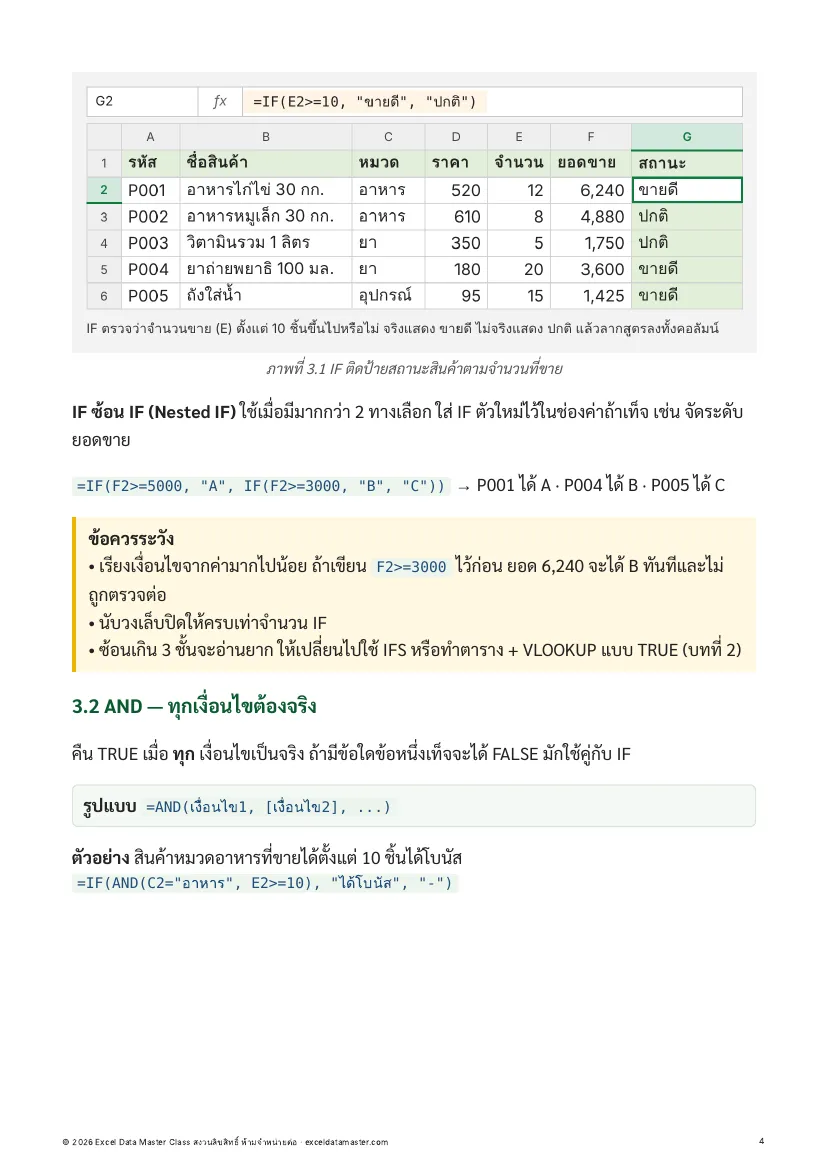 G2 fx =IF(E2>=10, "ขายดี", "ปกติ")
A B C D E F G
1 รหัส ชื่อสินค้า หมวด ราคา จำนวน ยอดขาย สถานะ
2 P001 อาหารไก่ไข่ 30 กก. อาหาร 520 12 6,240 ขายดี
3 P002 อาหารหมูเล็ก 30 กก. อาหาร 610 8 4,880 ปกติ
4 P003 วิตามินรวม 1 ลิตร ยา 350 5 1,750 ปกติ
5 P004 ยาถ่ายพยาธิ 100 มล. ยา 180 20 3,600 ขายดี
6 P005 ถังใส่น้ำ อุปกรณ์ 95 15 1,425 ขายดี
IF ตรวจว่าจำนวนขาย (E) ตั้งแต่ 10 ชิ้นขึ้นไปหรือไม่ จริงแสดง ขายดี ไม่จริงแสดง ปกติ แล้วลากสูตรลงทั้งคอลัมน์
ภาพที่ 3.1 IF ติดป้ายสถานะสินค้าตามจำนวนที่ขาย
IF ซ้อน IF (Nested IF) ใช้เมื่อมีมากกว่า 2 ทางเลือก ใส่ IF ตัวใหม่ไว้ในช่องค่าถ้าเท็จ เช่น จัดระดับ
ยอดขาย
=IF(F2>=5000, "A", IF(F2>=3000, "B", "C")) → P001 ได้ A · P004 ได้ B · P005 ได้ C
ข้อควรระวัง
• เรียงเงื่อนไขจากค่ามากไปน้อย ถ้าเขียน F2>=3000 ไว้ก่อน ยอด 6,240 จะได้ B ทันทีและไม่
ถูกตรวจต่อ
• นับวงเล็บปิดให้ครบเท่าจำนวน IF
• ซ้อนเกิน 3 ชั้นจะอ่านยาก ให้เปลี่ยนไปใช้ IFS หรือทำตาราง + VLOOKUP แบบ TRUE (บทที่ 2)
3.2 AND — ทุกเงื่อนไขต้องจริง
คืน TRUE เมื่อ ทุก เงื่อนไขเป็นจริง ถ้ามีข้อใดข้อหนึ่งเท็จจะได้ FALSE มักใช้คู่กับ IF
รูปแบบ =AND(เงื่อนไข1, [เงื่อนไข2], ...)
ตัวอย่าง สินค้าหมวดอาหารที่ขายได้ตั้งแต่ 10 ชิ้นได้โบนัส
=IF(AND(C2="อาหาร", E2>=10), "ได้โบนัส", "-")
© 2026 Excel Data Master Class สงวนลิขสิทธิ์ ห้ามจำหน่ายต่อ · exceldatamaster.com 4